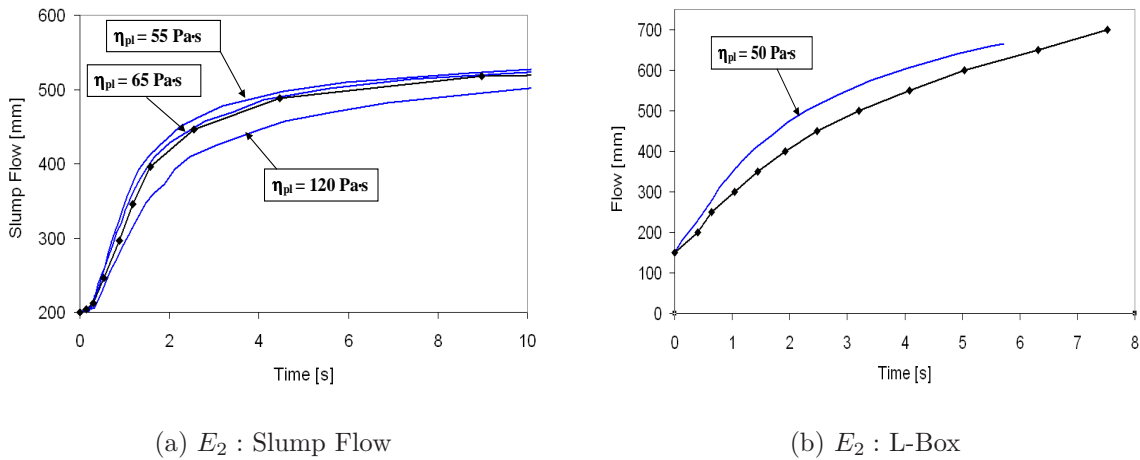 600
500
400
300
200
Slump Flow [mm]
η_pl = 55 Pa·s
η_pl = 65 Pa·s
η_pl = 120 Pa·s
0 2 4 6 8 10
Time [s]
(a) E_2 : Slump Flow
700
600
500
400
300
200
100
0
Flow [mm]
η_pl = 50 Pa·s
0 1 2 3 4 5 6 7 8
Time [s]
(b) E_2 : L-Box